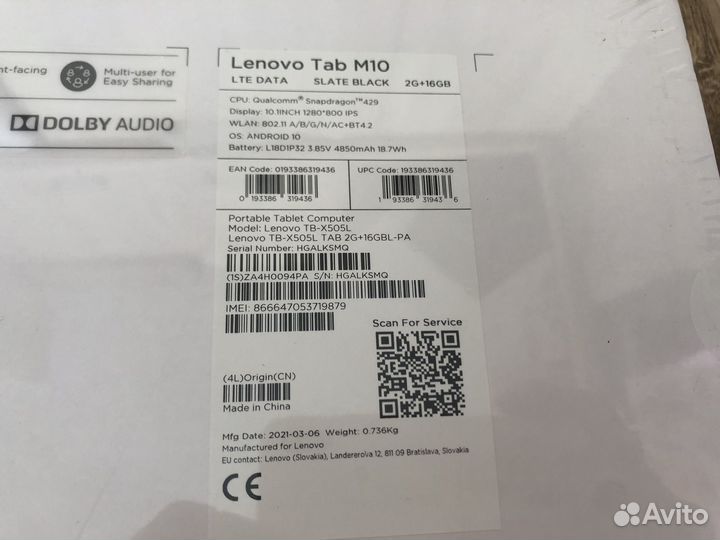 nt-facing
Multi-user for
Easy Sharing
DOLBY AUDIO
Lenovo Tab M10
LTE DATA SLATE BLACK 2G+16GB
CPU: Qualcomm® Snapdragon™429
Display: 10.1INCH 1280*800 IPS
WLAN: 802.11 A/B/G/N/AC+BT4.2
OS: ANDROID 10
Battery: L18D1P32 3.85V 4850mAh 18.7Wh
EAN Code: 0193386319436 UPC Code: 193386319436
0 193386 319436 1 93386 31943 6
Portable Tablet Computer
Model: Lenovo TB-X505L
Lenovo TB-X505L TAB 2G+16GBL-PA
Serial Number: HGALKSMQ
(1S)ZA4H0094PA S/N: HGALKSMQ
IMEI: 866647053719879
Scan For Service
(4L)Origin(CN)
Made in China
Mfg Date: 2021-03-06 Weight: 0.736Kg
Manufactured for Lenovo
EU contact: Lenovo (Slovakia), Landererova 12, 811 09 Bratislava, Slovakia
CE
Avito